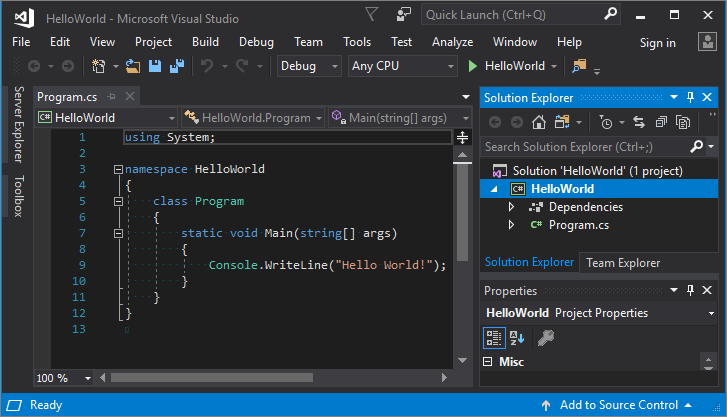 HelloWorld - Microsoft Visual Studio
Quick Launch (Ctrl+Q)
File Edit View Project Build Debug Team Tools Test Analyze Window Help Sign in
Debug Any CPU HelloWorld
Server Explorer
Toolbox
Program.cs
C# HelloWorld HelloWorld.Program Main(string[] args)
1 using System;
2
3 namespace HelloWorld
4 {
5 class Program
6 {
7 static void Main(string[] args)
8 {
9 Console.WriteLine("Hello World!");
10 }
11 }
12 }
13
100 %
Solution Explorer
Search Solution Explorer (Ctrl+;)
Solution 'HelloWorld' (1 project)
C# HelloWorld
Dependencies
C# Program.cs
Solution Explorer Team Explorer
Properties
HelloWorld Project Properties
Misc
Ready Add to Source Control